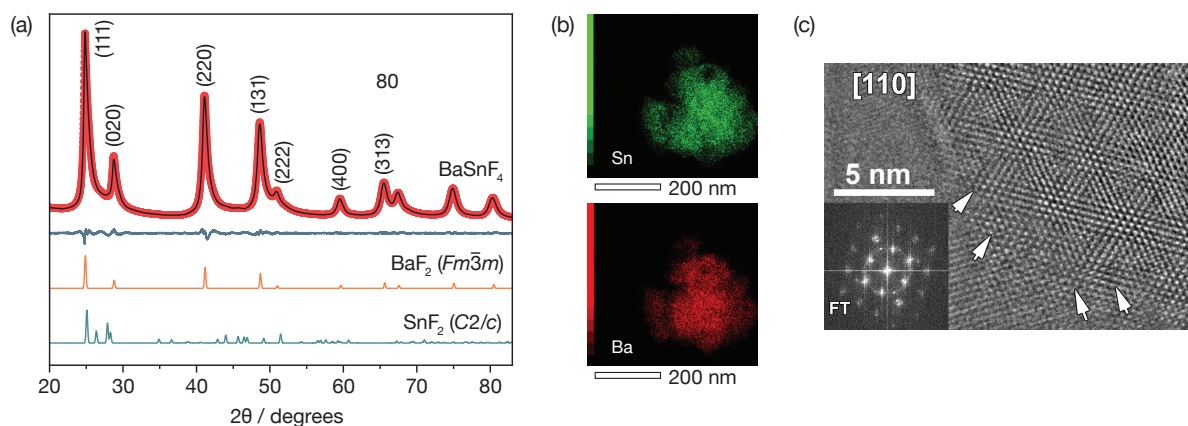 (a)
(111)
(020)
(220)
(131)
(222)
(400)
(313)
80
BaSnF₄
BaF₂ (Fm3̅m)
SnF₂ (C2/c)
20 30 40 50 60 70 80
2θ / degrees
(b)
Sn
200 nm
Ba
200 nm
(c)
[110]
5 nm
FT